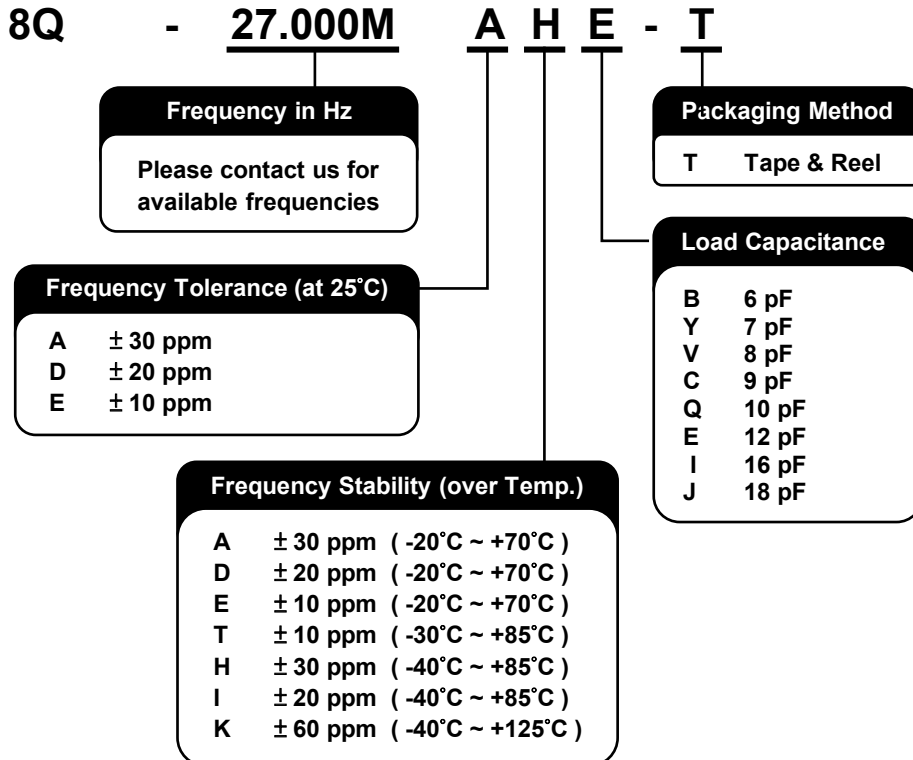 8Q - 27.000M A H E - T
Frequency in Hz
Please contact us for
available frequencies
Packaging Method
T Tape & Reel
Load Capacitance
B 6 pF
Y 7 pF
V 8 pF
C 9 pF
Q 10 pF
E 12 pF
I 16 pF
J 18 pF
Frequency Tolerance (at 25˚C)
A ± 30 ppm
D ± 20 ppm
E ± 10 ppm
Frequency Stability (over Temp.)
A ± 30 ppm ( -20˚C ~ +70˚C )
D ± 20 ppm ( -20˚C ~ +70˚C )
E ± 10 ppm ( -20˚C ~ +70˚C )
T ± 10 ppm ( -30˚C ~ +85˚C )
H ± 30 ppm ( -40˚C ~ +85˚C )
I ± 20 ppm ( -40˚C ~ +85˚C )
K ± 60 ppm ( -40˚C ~ +125˚C )